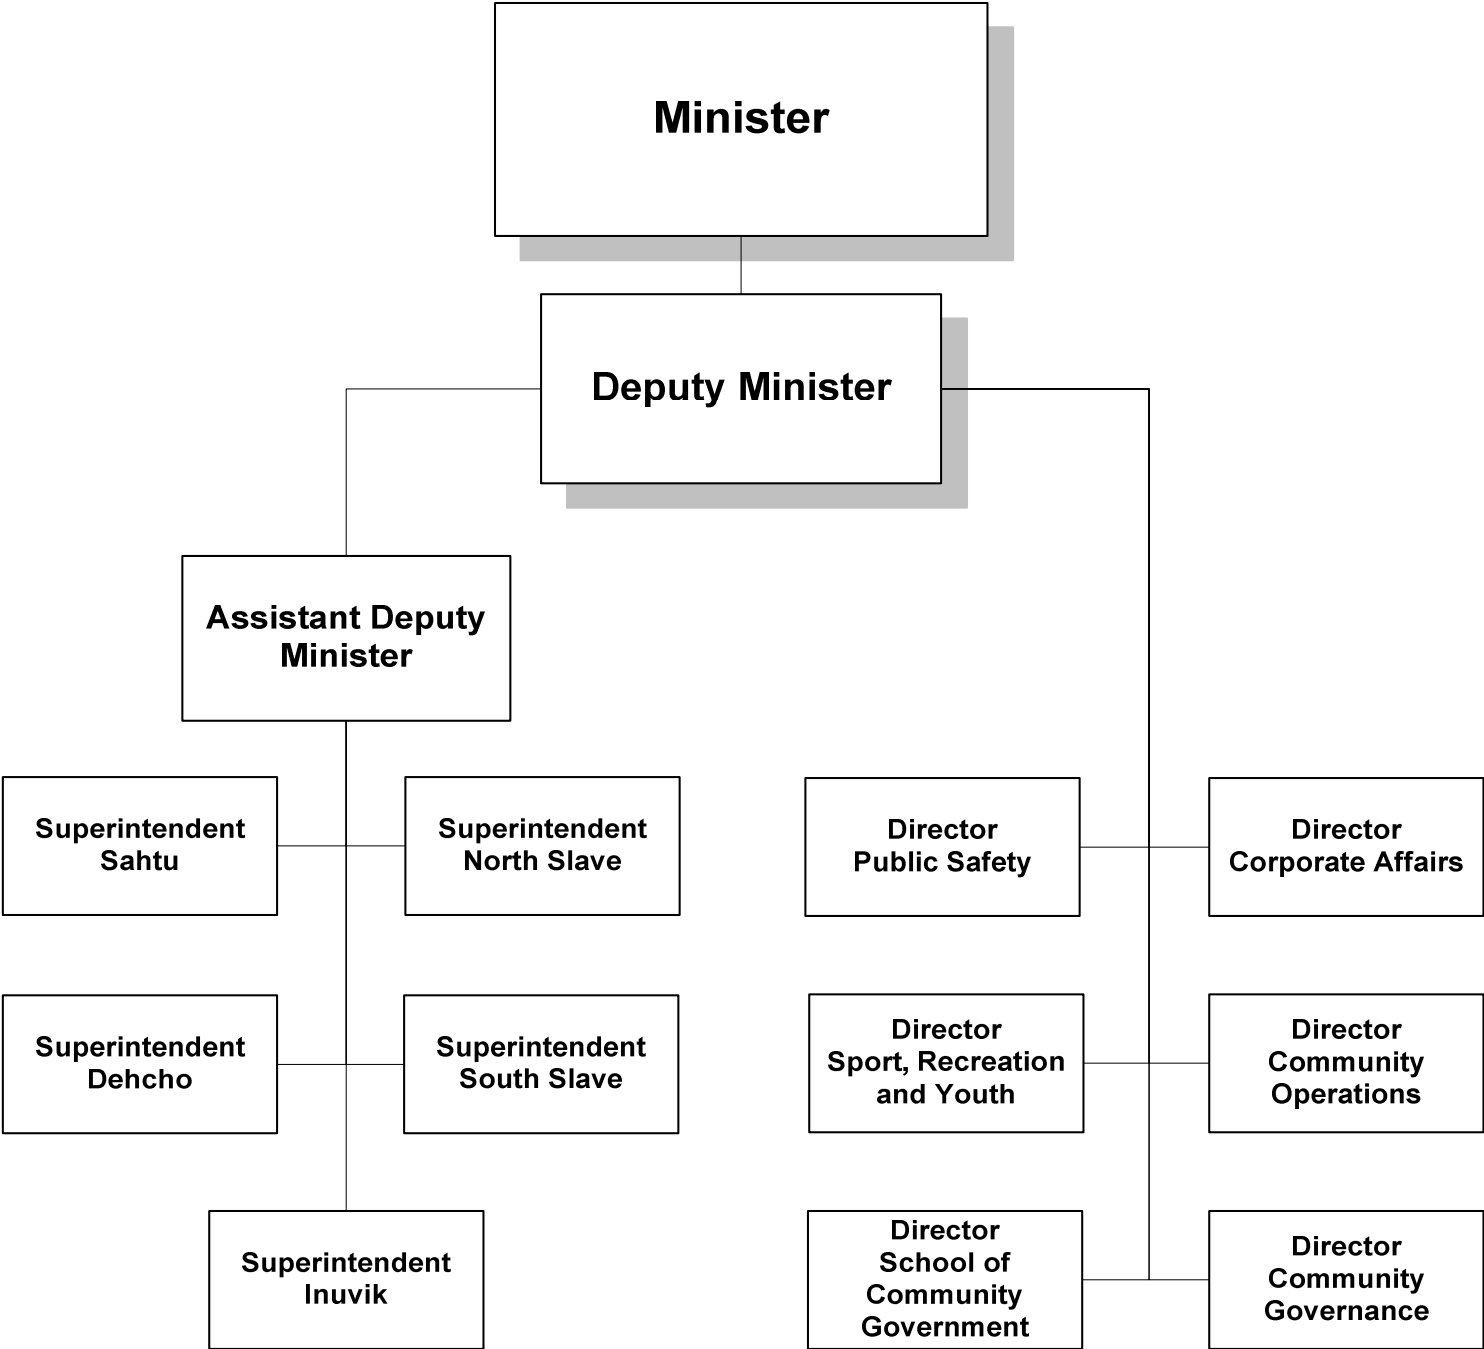 Minister
Deputy Minister
Assistant Deputy
Minister
Superintendent
Sahtu
Superintendent
North Slave
Director
Public Safety
Director
Corporate Affairs
Superintendent
Dehcho
Superintendent
South Slave
Director
Sport, Recreation
and Youth
Director
Community
Operations
Superintendent
Inuvik
Director
School of
Community
Government
Director
Community
Governance